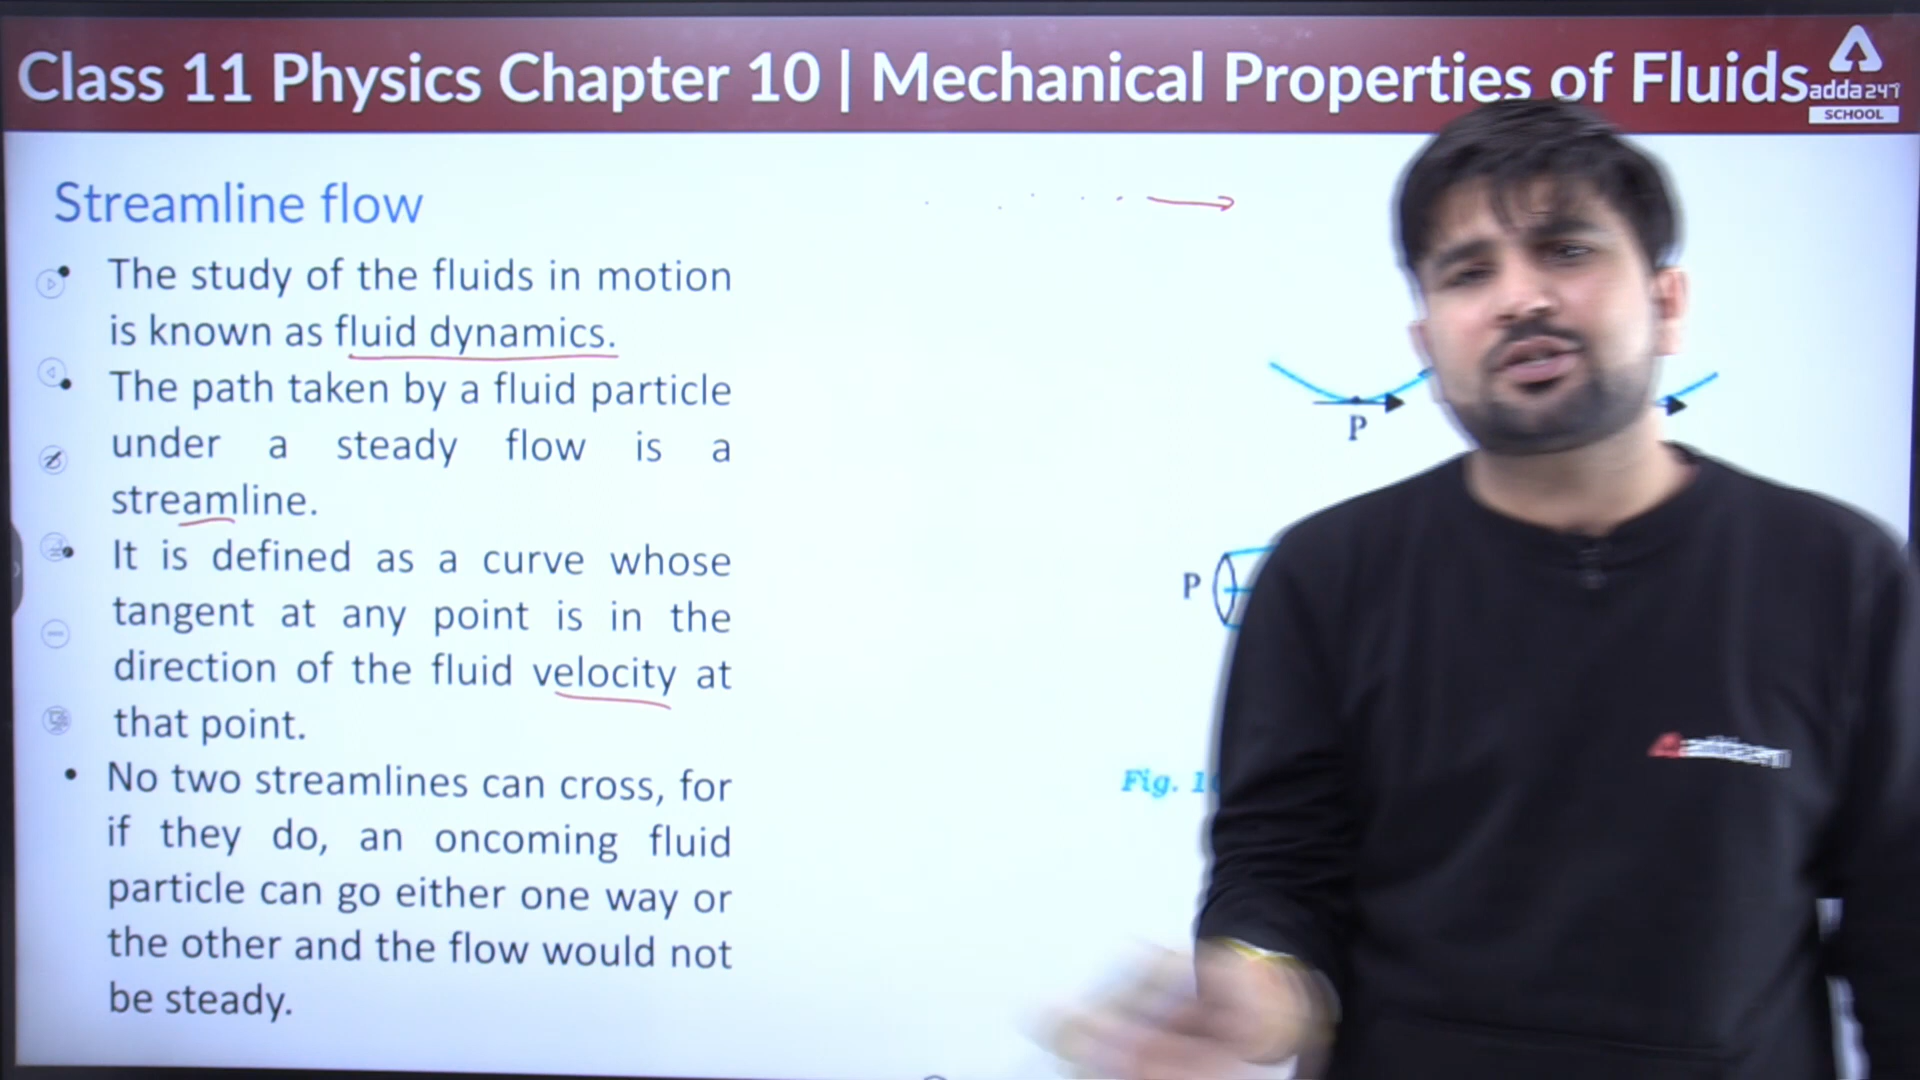 Class 11 Physics Chapter 10 | Mechanical Properties of Fluids
adda247
SCHOOL
Streamline flow
• The study of the fluids in motion
is known as fluid dynamics.
• The path taken by a fluid particle
under a steady flow is a
streamline.
• It is defined as a curve whose
tangent at any point is in the
direction of the fluid velocity at
that point.
• No two streamlines can cross, for
if they do, an oncoming fluid
particle can go either one way or
the other and the flow would not
be steady.
P
P
Fig.